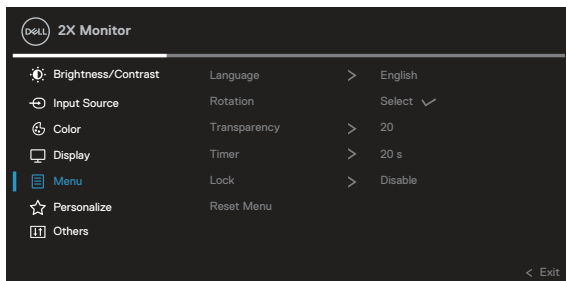 DELL 2X Monitor
Brightness/Contrast Language > English
Input Source Rotation Select ✓
Color Transparency > 20
Display Timer > 20 s
Menu Lock > Disable
Personalize Reset Menu
Others
< Exit